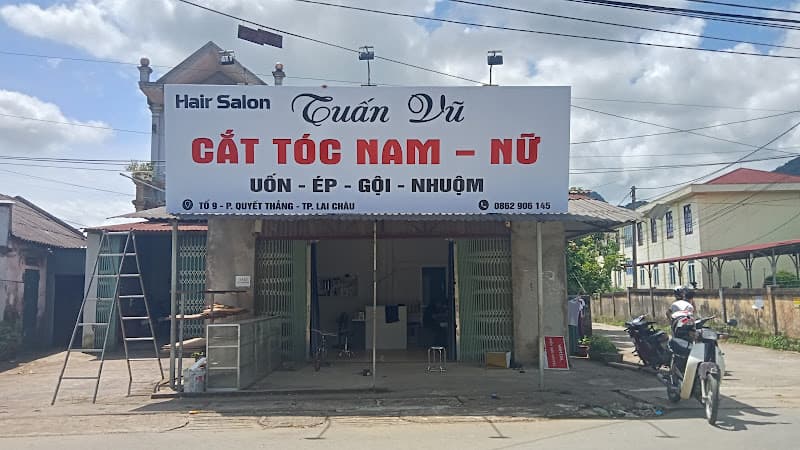 Hair Salon Tuấn Vũ
CẮT TÓC NAM – NỮ
UỐN - ÉP - GỘI - NHUỘM
TỔ 9 - P. QUYẾT THẮNG - TP. LAI CHÂU 0862 906 145